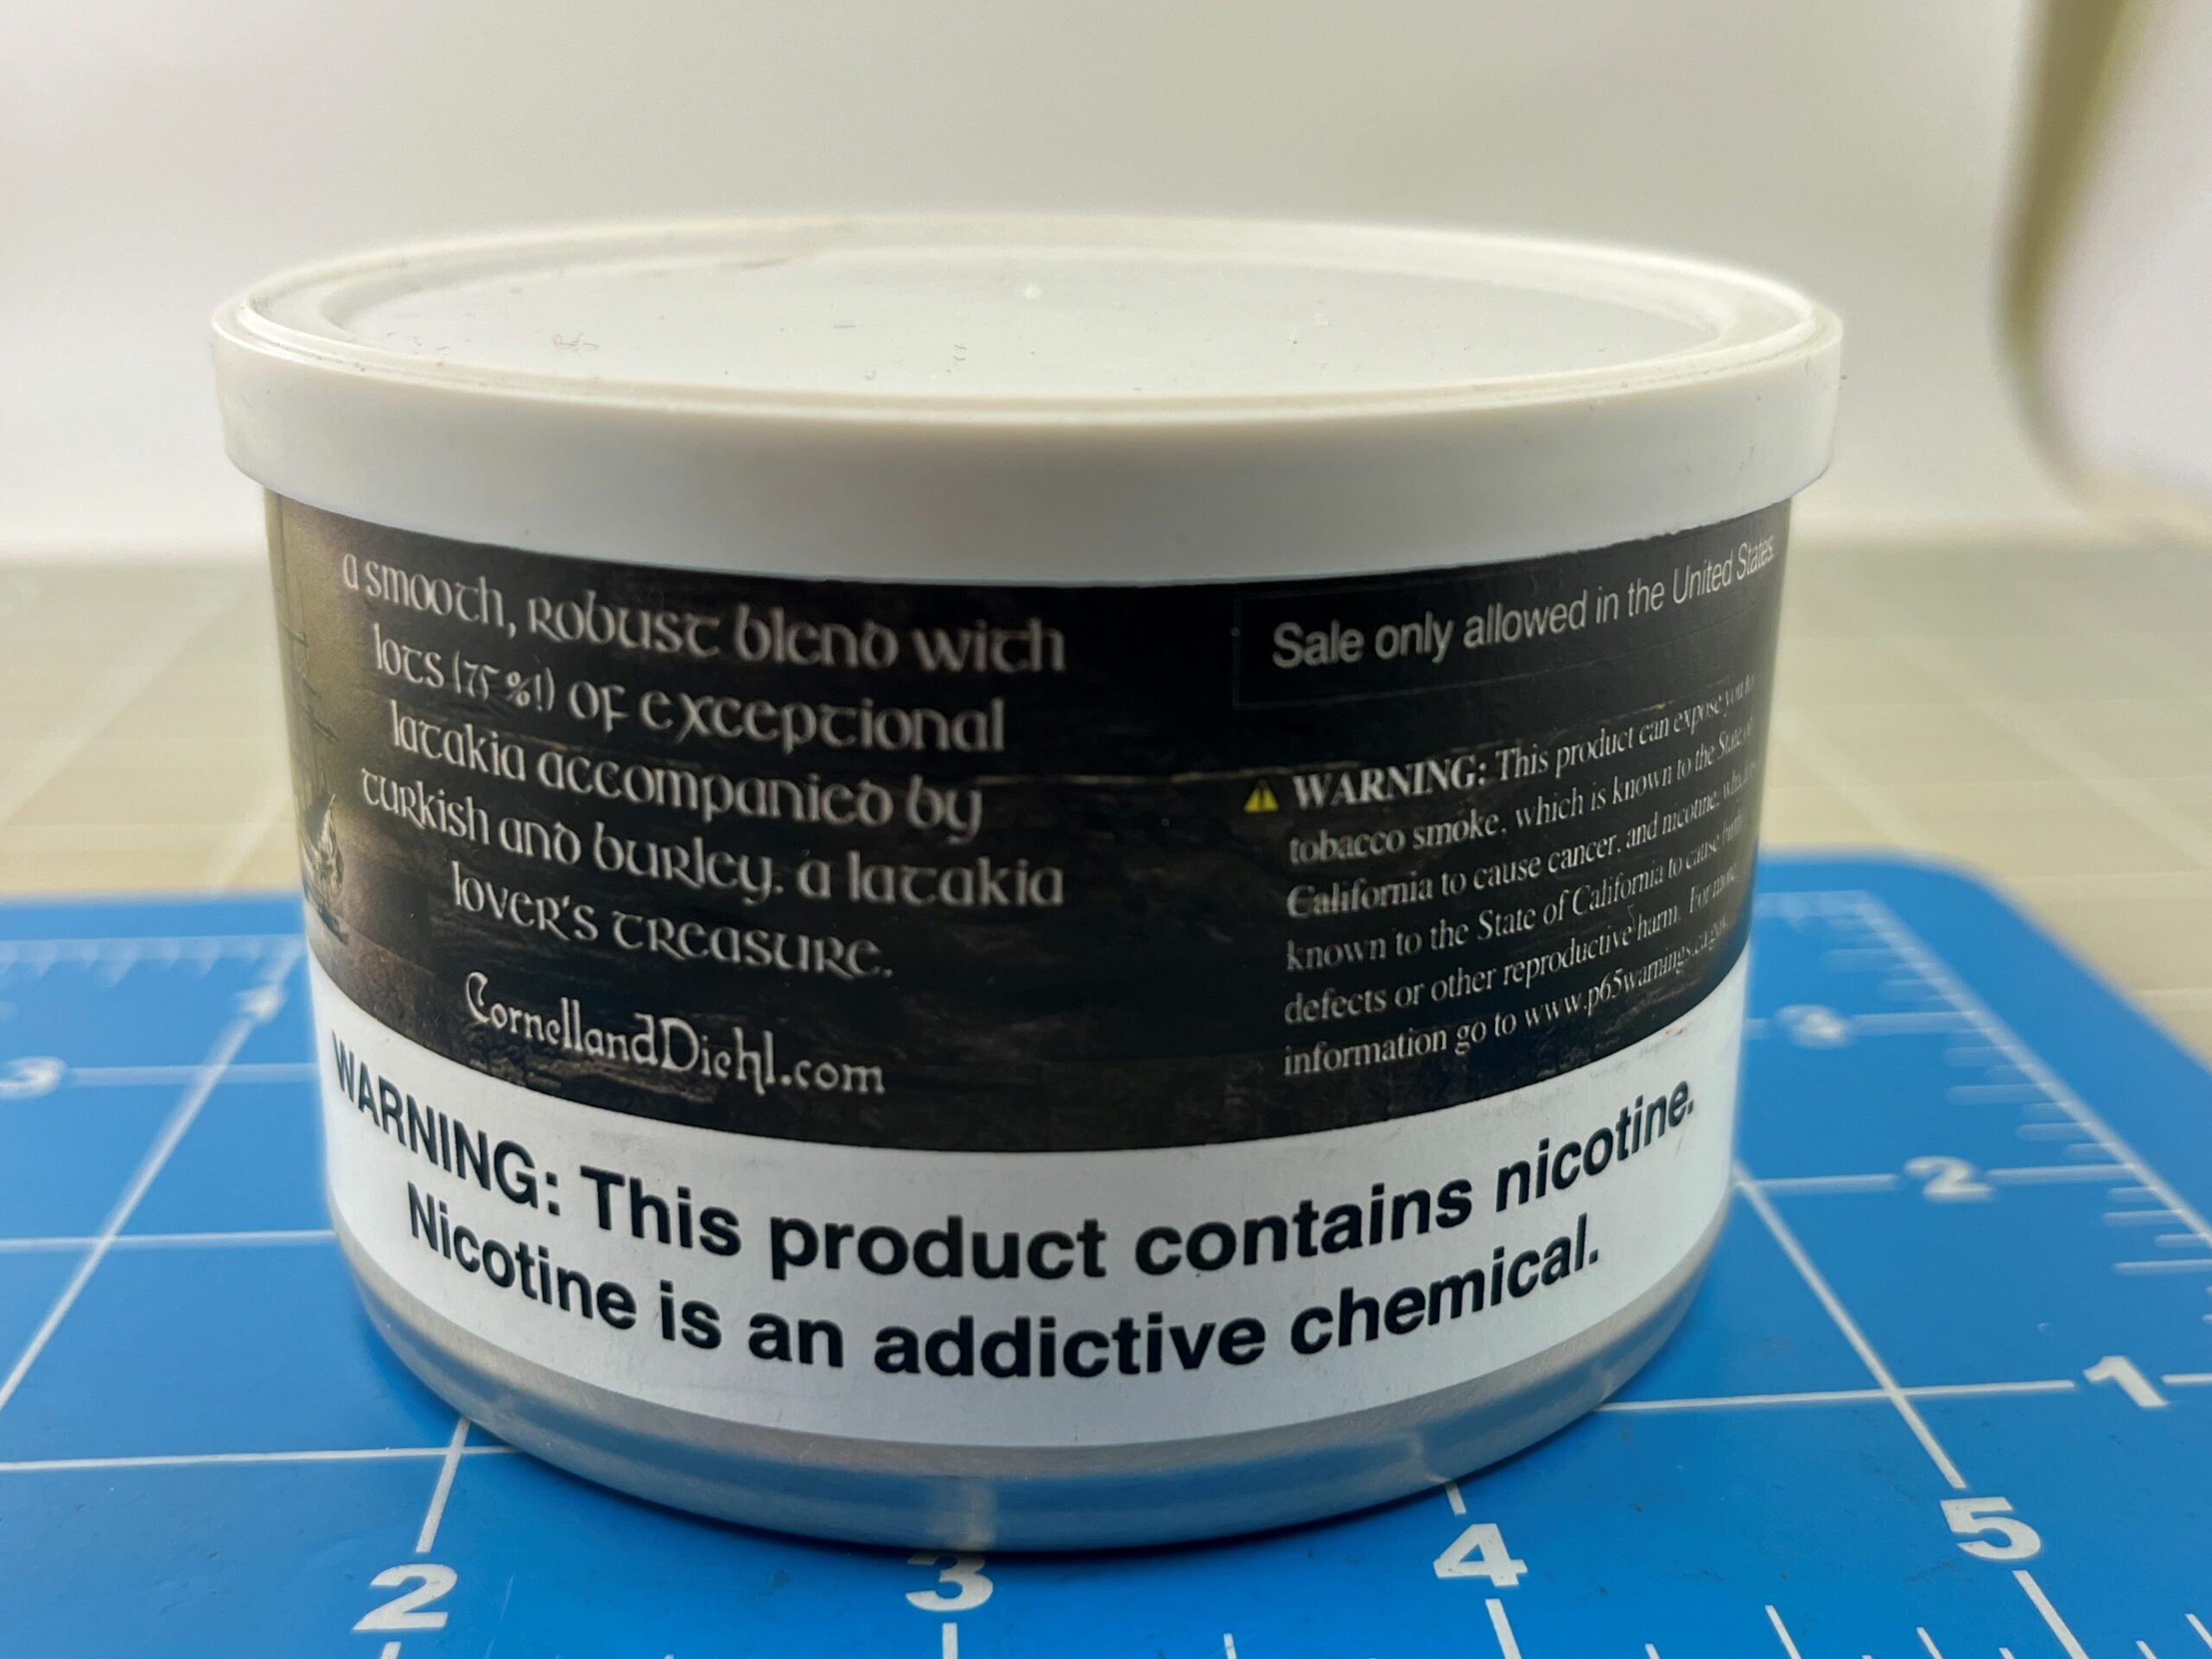 a smooth, robust blend with
lots (75%!) of exceptional
latakia accompanied by
turkish and burley. a latakia
lover's treasure.
CornellandDiehl.com
Sale only allowed in the United States.
WARNING: This product can expose you to
tobacco smoke, which is known to the State of
California to cause cancer, and nicotine, which is
known to the State of California to cause birth
defects or other reproductive harm. For more
information go to www.p65warnings.ca.gov.
WARNING: This product contains nicotine.
Nicotine is an addictive chemical.
3
3
2
1
2
3
4
5